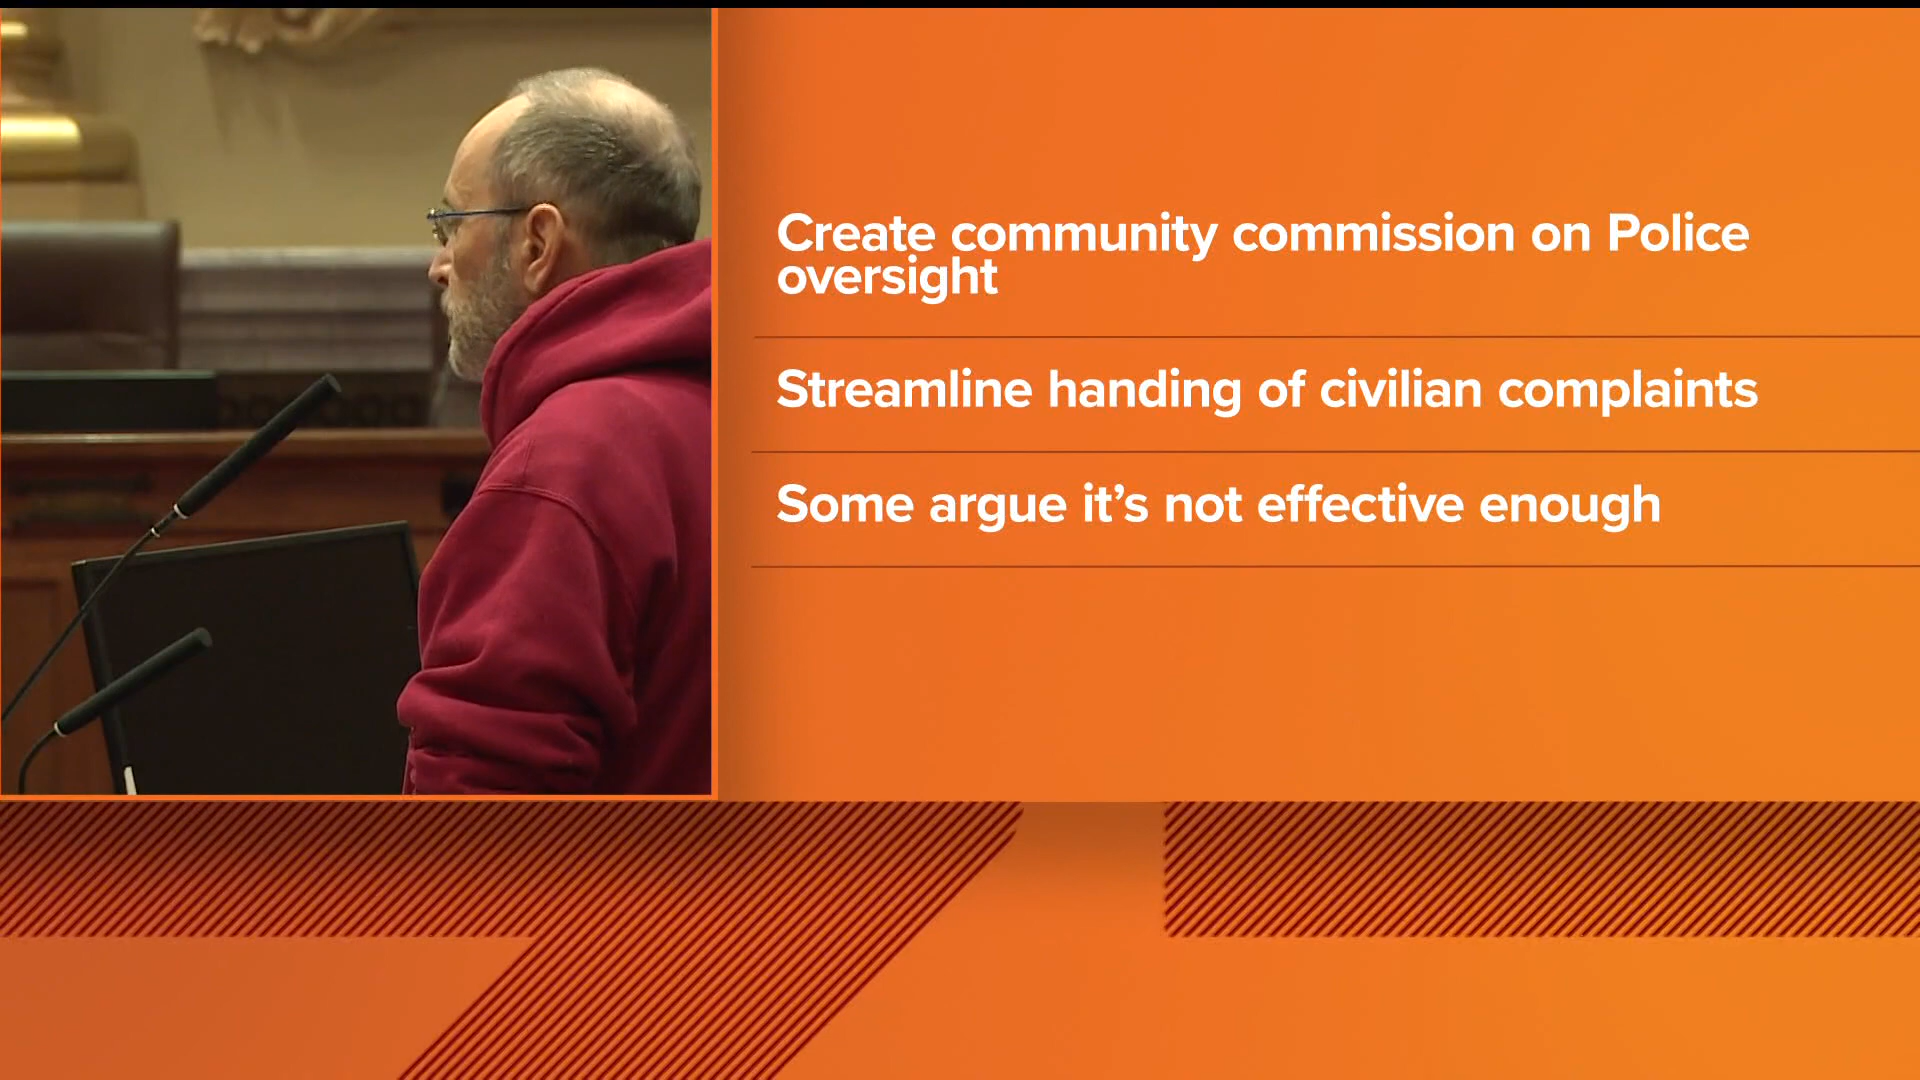 Create community commission on Police
oversight
Streamline handing of civilian complaints
Some argue it's not effective enough